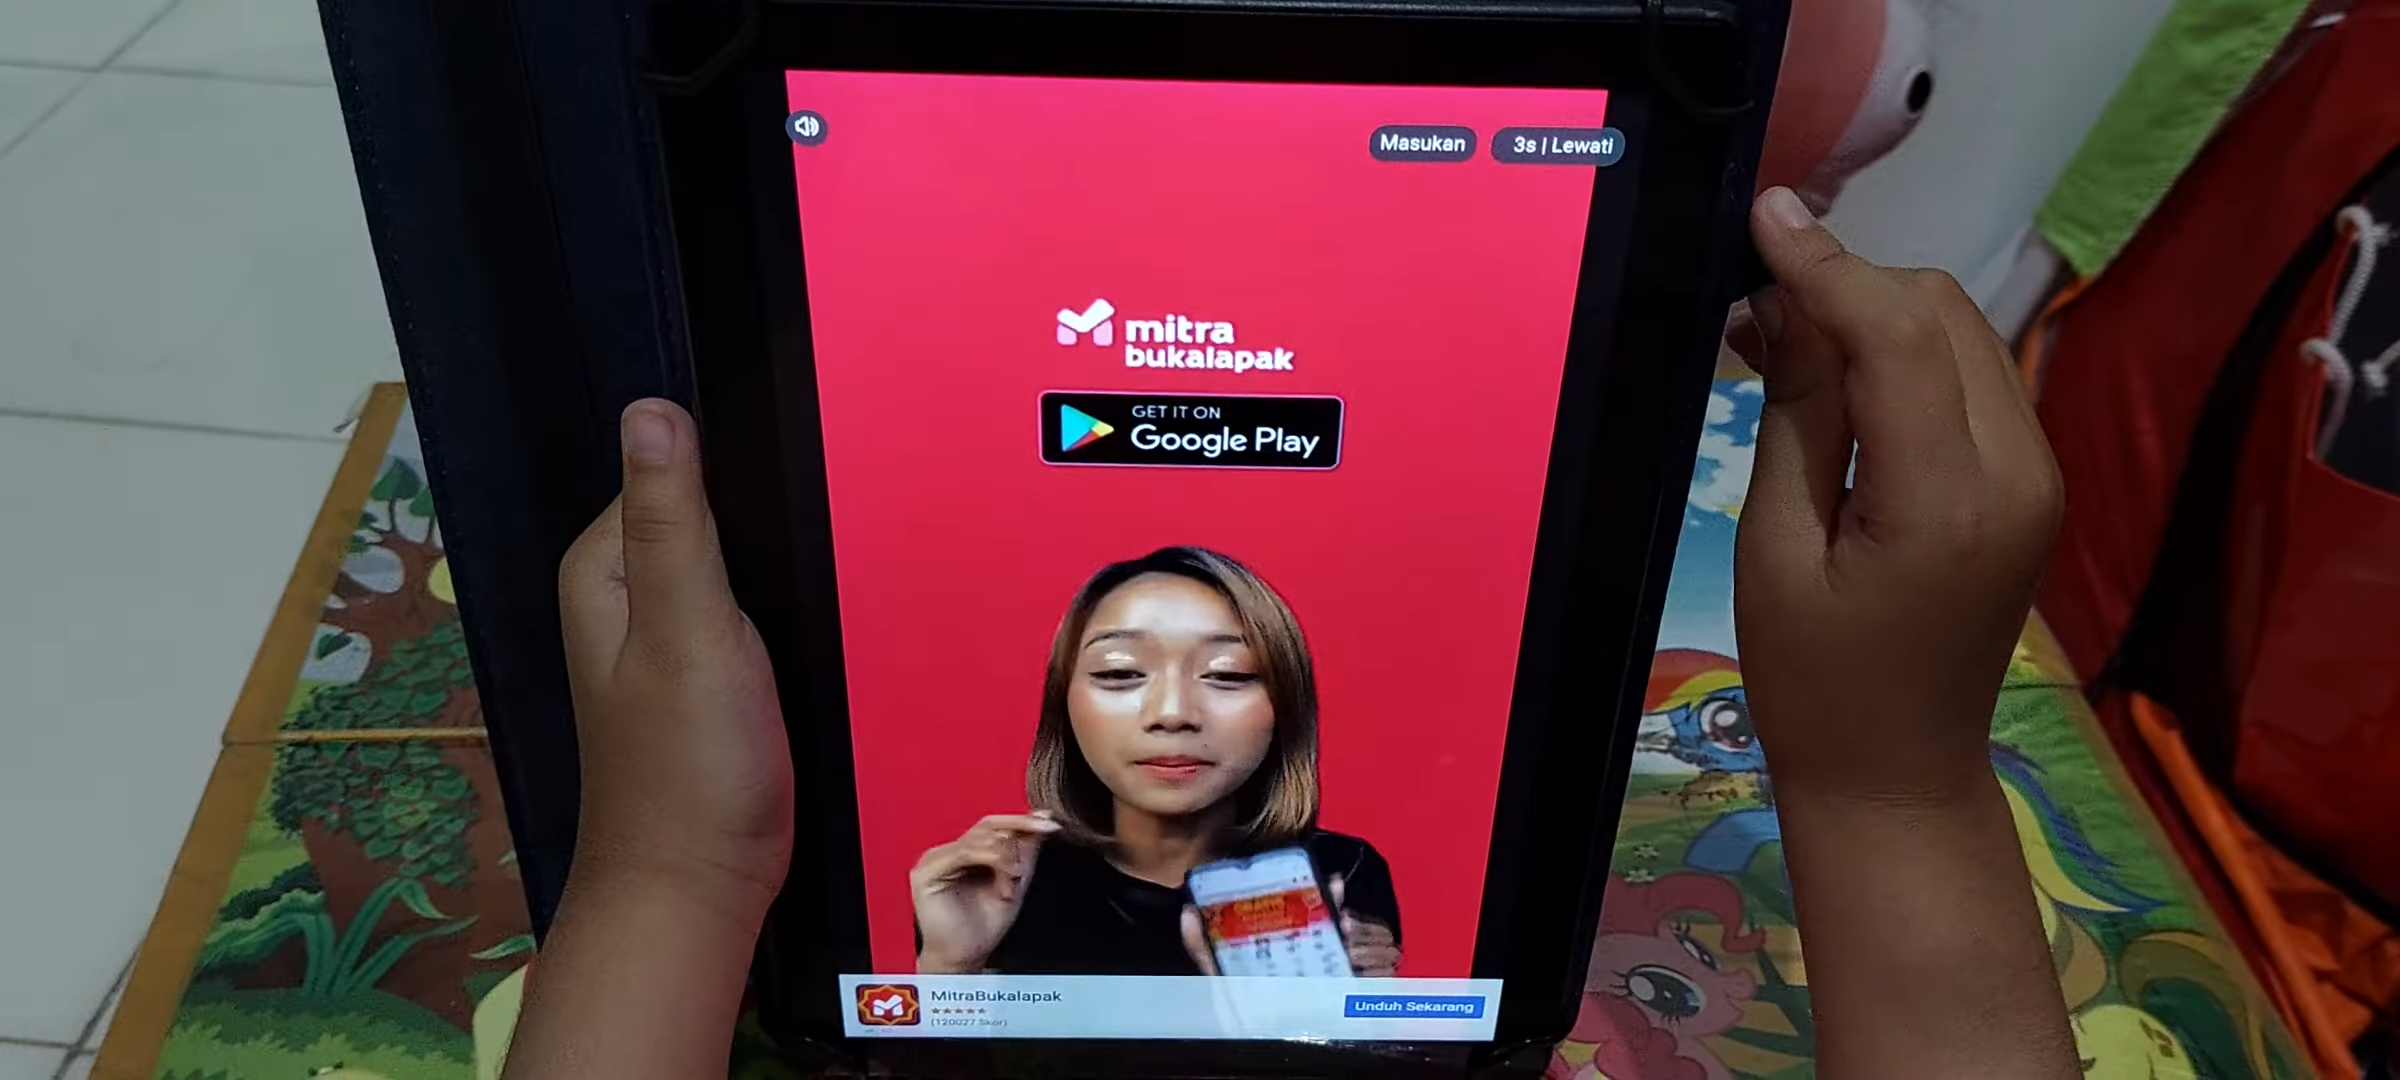 Masukan
3s | Lewati
mitra
bukalapak
GET IT ON
Google Play
MitraBukalapak
(120027 Skor)
Unduh Sekarang